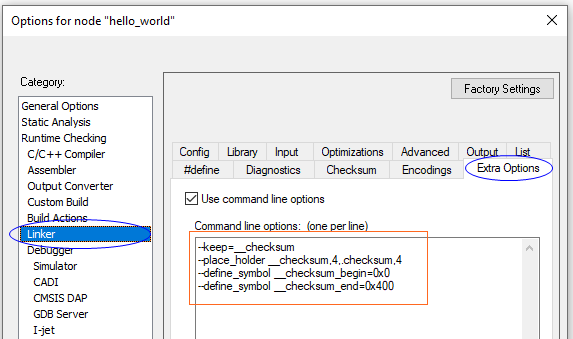 Options for node "hello_world"
Category:
Factory Settings
General Options
Static Analysis
Runtime Checking
C/C++ Compiler
Assembler
Output Converter
Custom Build
Build Actions
Linker
Debugger
Simulator
CADI
CMSIS DAP
GDB Server
I-jet
Config Library Input Optimizations Advanced Output List
#define Diagnostics Checksum Encodings Extra Options
Use command line options
Command line options: (one per line)
--keep=__checksum
--place_holder __checksum,4,.checksum,4
--define_symbol __checksum_begin=0x0
--define_symbol __checksum_end=0x400